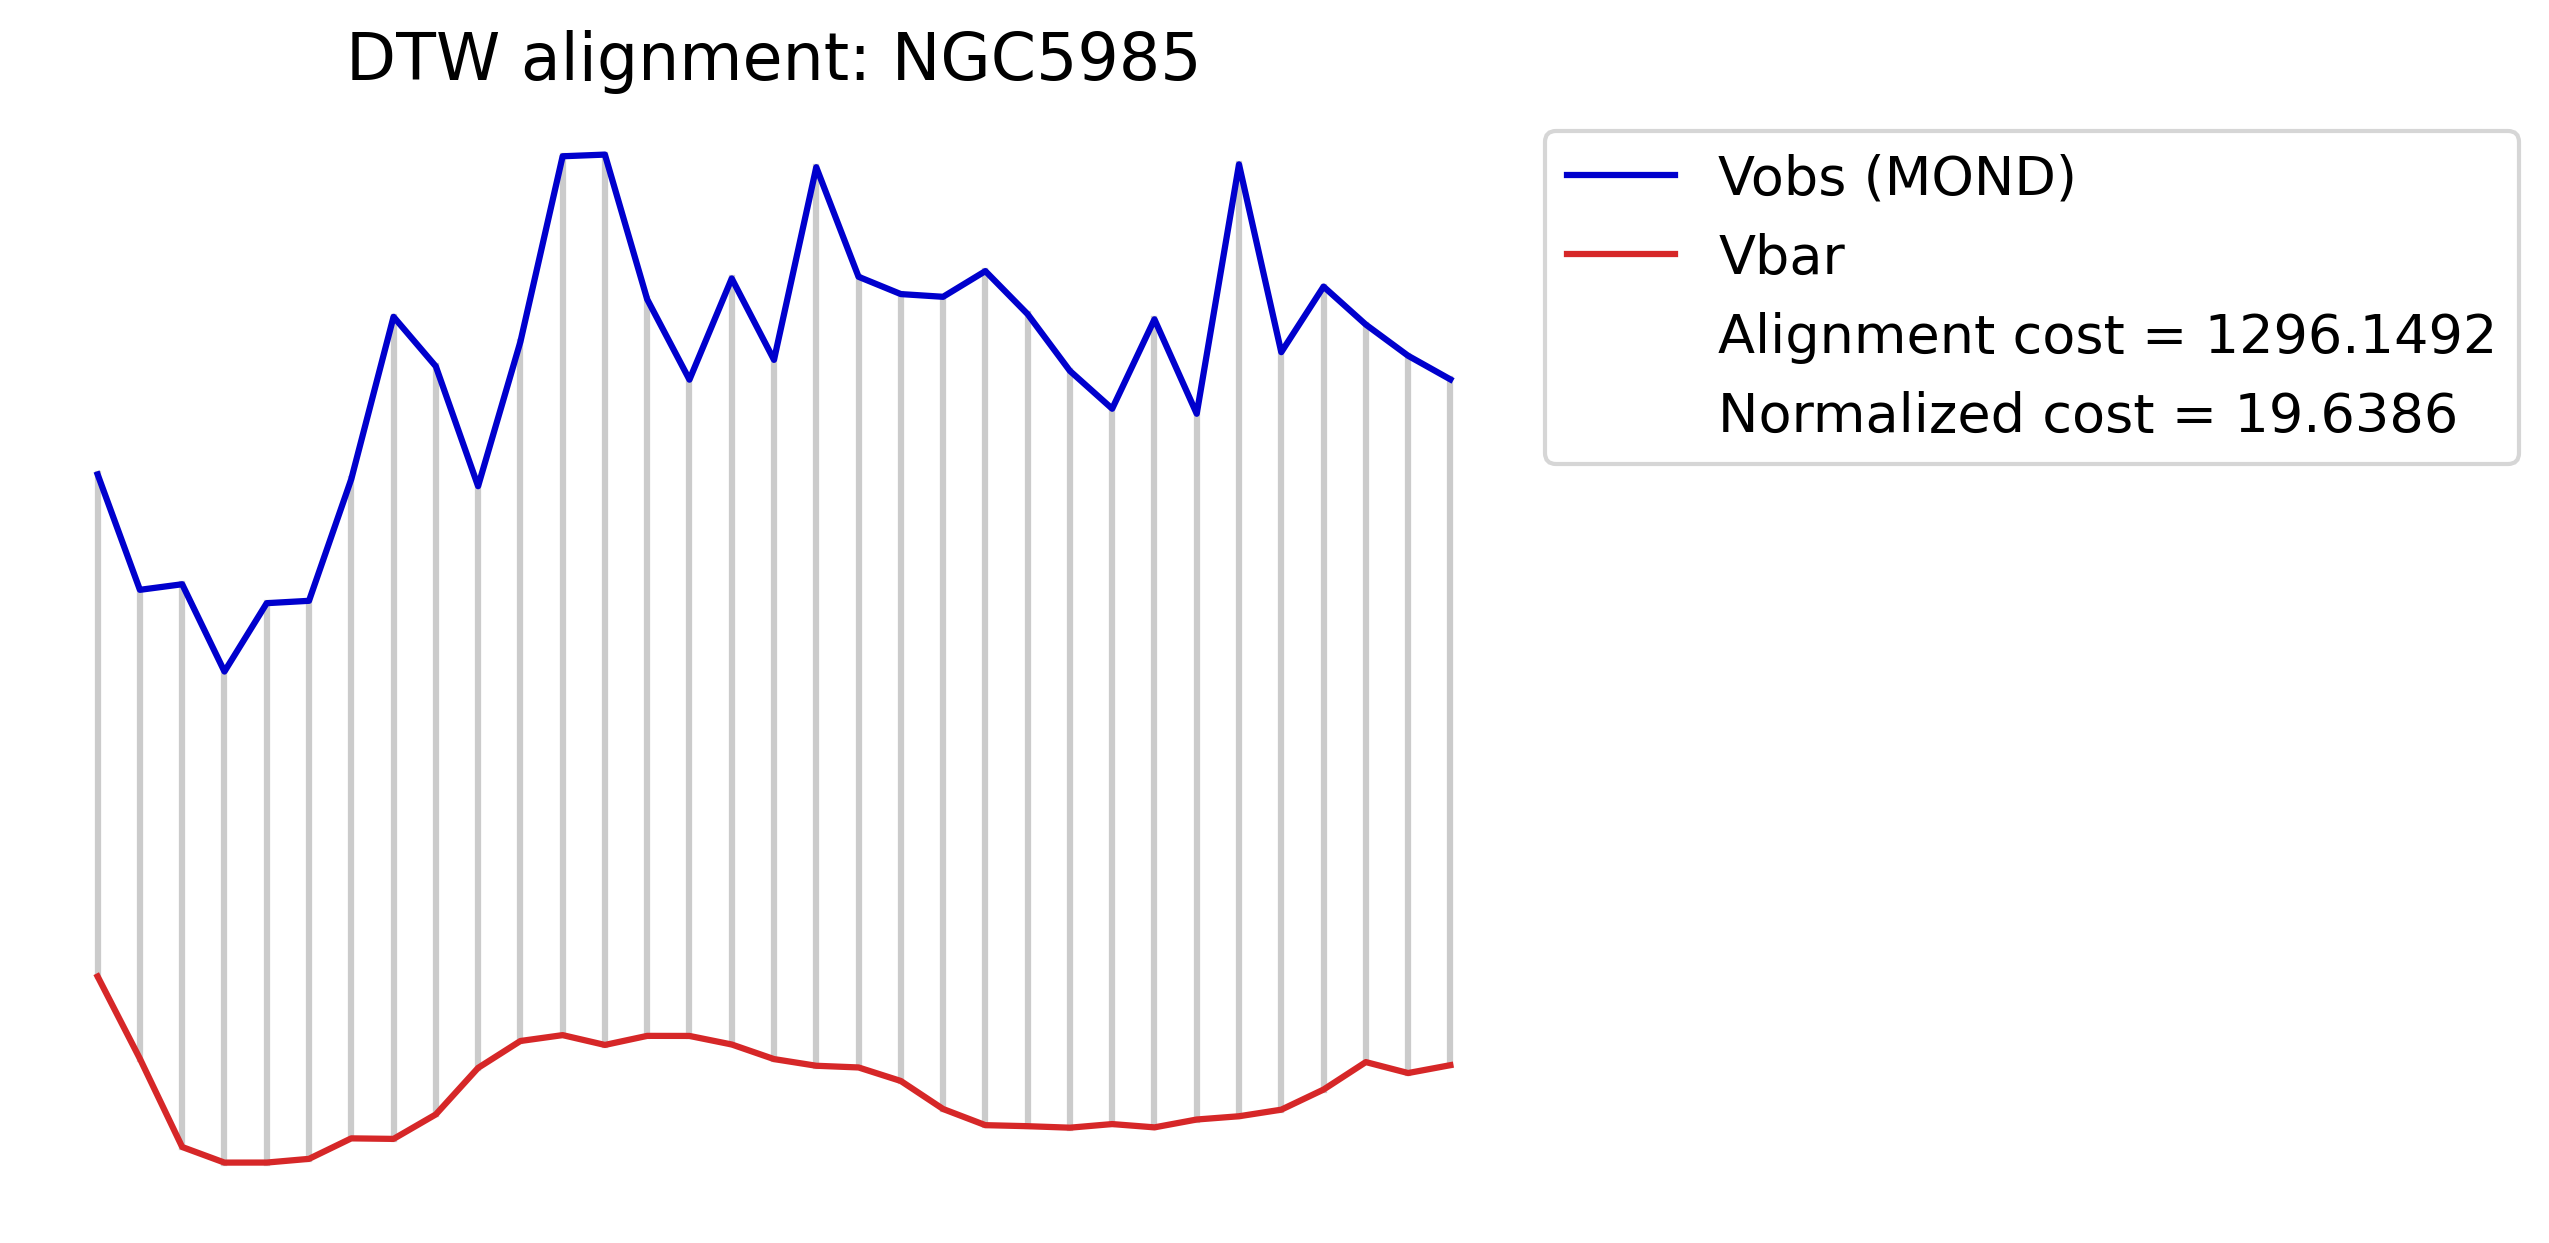 DTW alignment: NGC5985
Vobs (MOND)
Vbar
Alignment cost = 1296.1492
Normalized cost = 19.6386